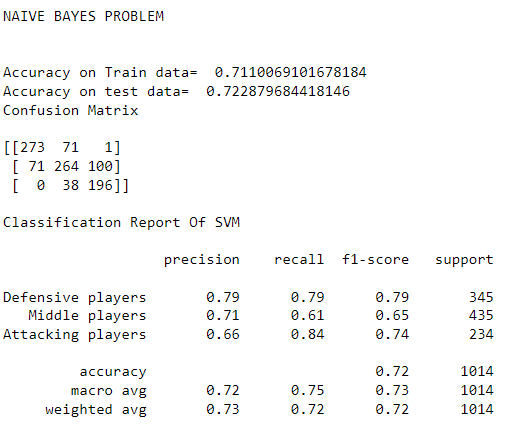 NAIVE BAYES PROBLEM
Accuracy on Train data=  0.7110069101678184
Accuracy on test data=  0.722879684418146
Confusion Matrix
[[273  71   1]
 [ 71 264 100]
 [  0  38 196]]
Classification Report Of SVM
                   precision    recall  f1-score   support
Defensive players       0.79      0.79      0.79       345
   Middle players       0.71      0.61      0.65       435
Attacking players       0.66      0.84      0.74       234
         accuracy                           0.72      1014
        macro avg       0.72      0.75      0.73      1014
     weighted avg       0.73      0.72      0.72      1014